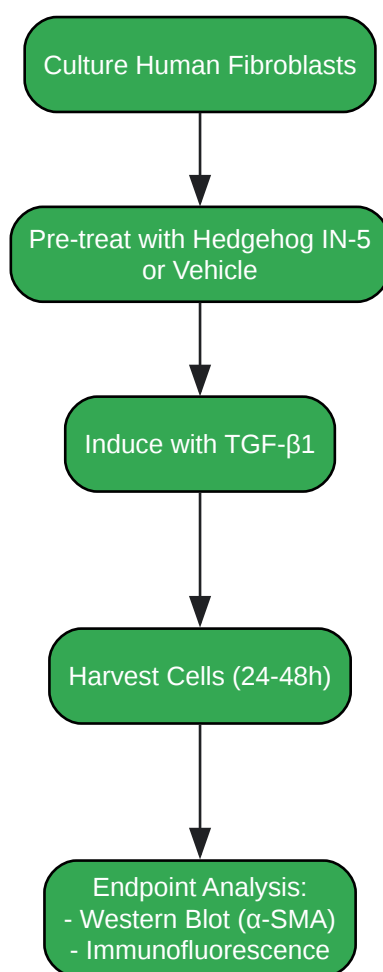 Culture Human Fibroblasts
Pre-treat with Hedgehog IN-5
or Vehicle
Induce with TGF-β1
Harvest Cells (24-48h)
Endpoint Analysis:
- Western Blot (α-SMA)
- Immunofluorescence